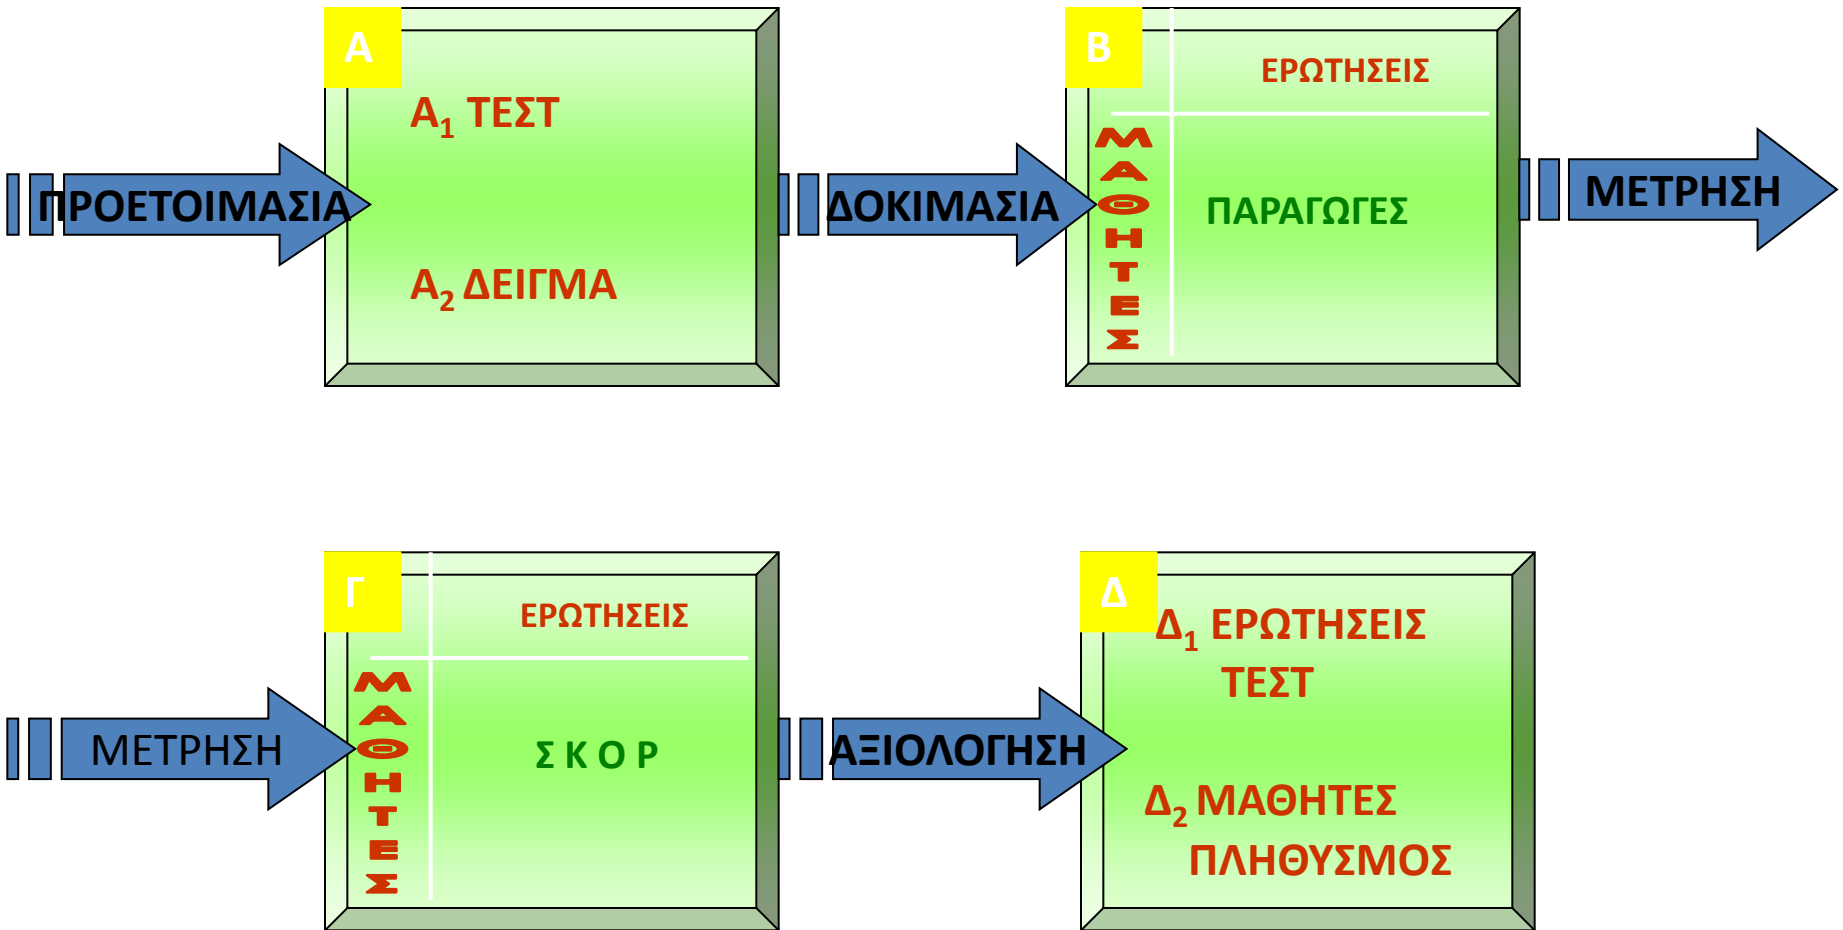 ΠΡΟΕΤΟΙΜΑΣΙΑ
Α
Α₁ ΤΕΣΤ
Α₂ ΔΕΙΓΜΑ
ΔΟΚΙΜΑΣΙΑ
Β
ΕΡΩΤΗΣΕΙΣ
ΜΑΘΗΤΕΣ
ΠΑΡΑΓΩΓΕΣ
ΜΕΤΡΗΣΗ
ΜΕΤΡΗΣΗ
Γ
ΕΡΩΤΗΣΕΙΣ
ΜΑΘΗΤΕΣ
Σ Κ Ο Ρ
ΑΞΙΟΛΟΓΗΣΗ
Δ
Δ₁ ΕΡΩΤΗΣΕΙΣ
ΤΕΣΤ
Δ₂ ΜΑΘΗΤΕΣ
ΠΛΗΘΥΣΜΟΣ